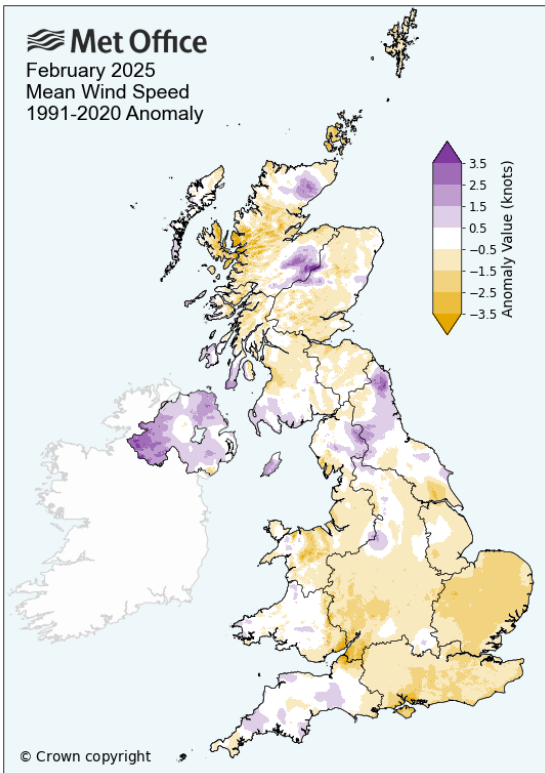 Met Office
February 2025
Mean Wind Speed
1991-2020 Anomaly
3.5
2.5
1.5
0.5
−0.5
−1.5
−2.5
−3.5
Anomaly Value (knots)
© Crown copyright